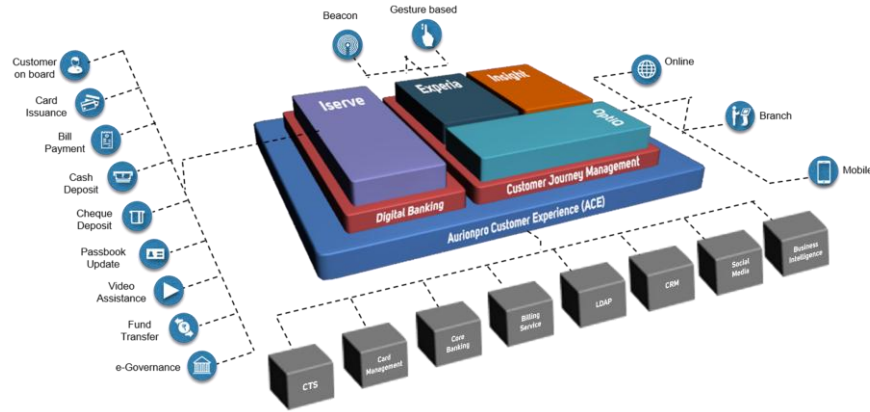 Beacon
Gesture based
Customer
on board
Card
Issuance
Bill
Payment
Cash
Deposit
Cheque
Deposit
Passbook
Update
Video
Assistance
Fund
Transfer
e-Governance
Iserve
Experia
Insight
OptiQ
Digital Banking
Customer Journey Management
Aurionpro Customer Experience (ACE)
Online
Branch
Mobile
CTS
Card
Management
Core
Banking
Billing
Service
LDAP
CRM
Social
Media
Business
Intelligence